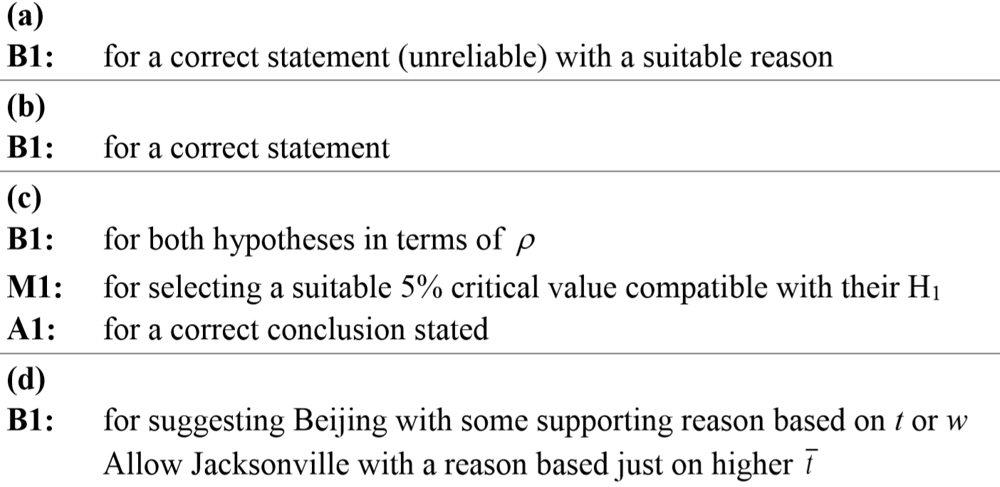 (a)
B1: for a correct statement (unreliable) with a suitable reason
(b)
B1: for a correct statement
(c)
B1: for both hypotheses in terms of ρ
M1: for selecting a suitable 5% critical value compatible with their H₁
A1: for a correct conclusion stated
(d)
B1: for suggesting Beijing with some supporting reason based on t or w
Allow Jacksonville with a reason based just on higher t̄